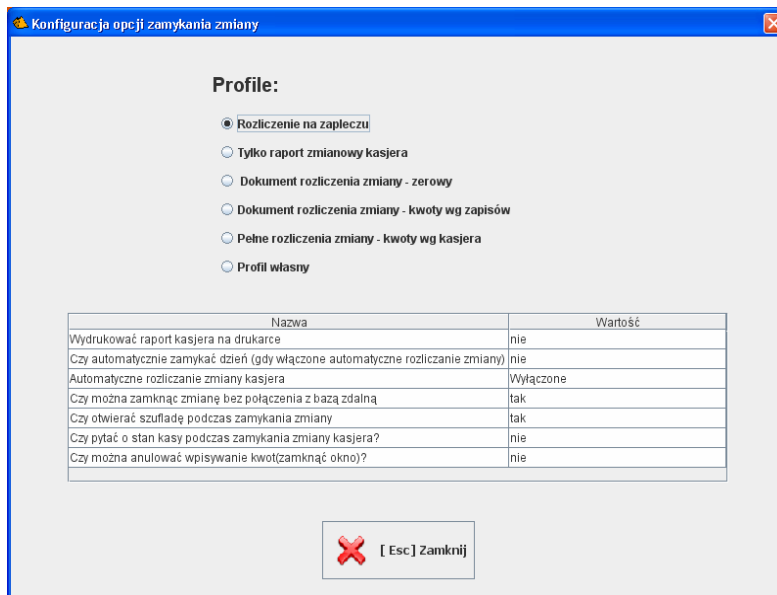 Konfiguracja opcji zamykania zmiany
Profile:
Rozliczenie na zapleczu
Tylko raport zmianowy kasjera
Dokument rozliczenia zmiany - zerowy
Dokument rozliczenia zmiany - kwoty wg zapisów
Pełne rozliczenia zmiany - kwoty wg kasjera
Profil własny
Nazwa Wartość
Wydrukować raport kasjera na drukarce nie
Czy automatycznie zamykać dzień (gdy włączone automatyczne rozliczanie zmiany) nie
Automatyczne rozliczanie zmiany kasjera Wyłączone
Czy można zamknąc zmianę bez połączenia z bazą zdalną tak
Czy otwierać szufladę podczas zamykania zmiany tak
Czy pytać o stan kasy podczas zamykania zmiany kasjera? nie
Czy można anulować wpisywanie kwot(zamknąć okno)? nie
[ Esc ] Zamknij